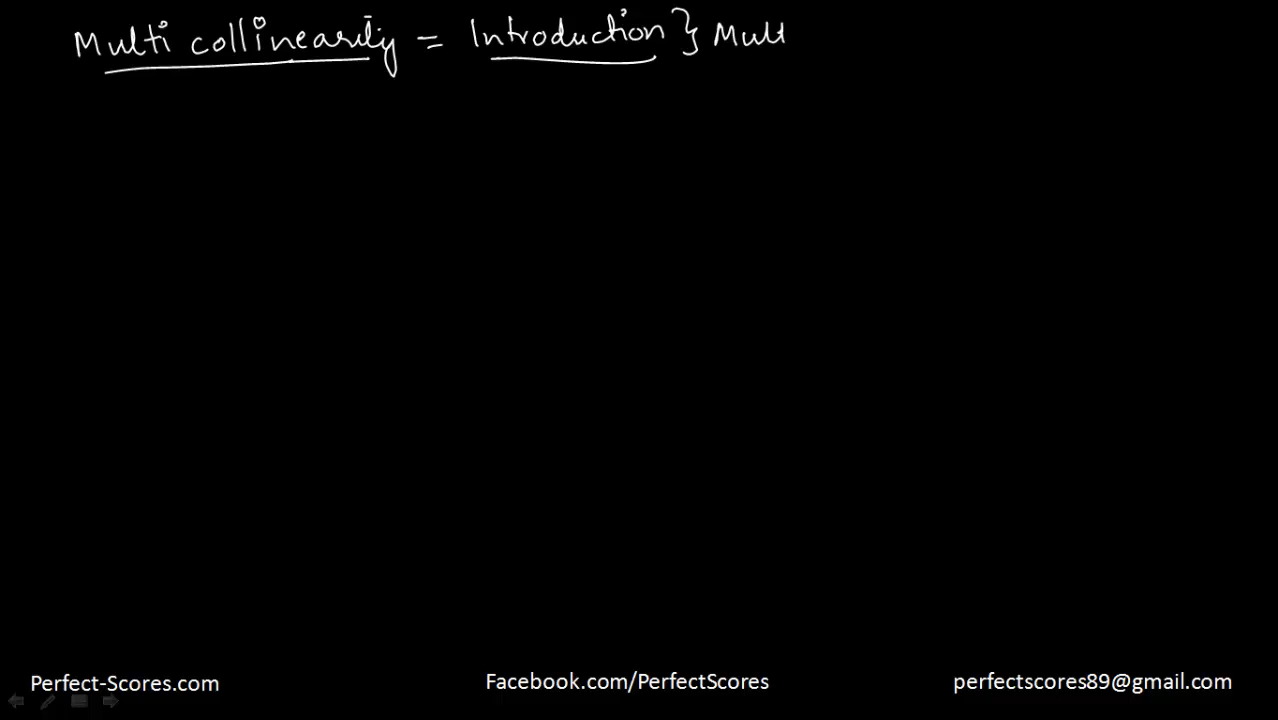 Multi collinearity = Introduction } Mult
Perfect-Scores.com
Facebook.com/PerfectScores
perfectscores89@gmail.com